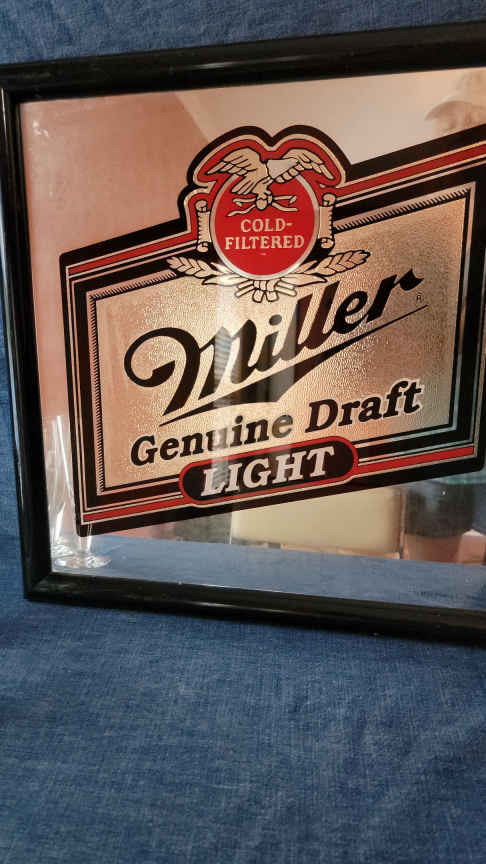 COLD-
FILTERED
Miller
Genuine Draft
LIGHT